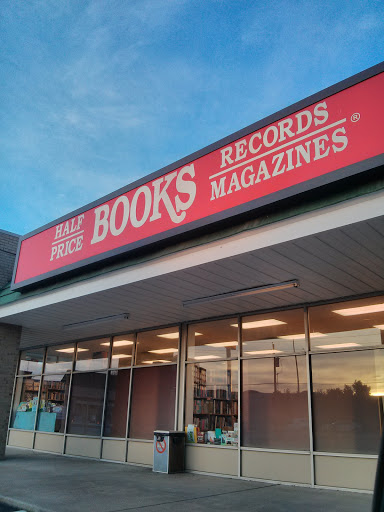 HALF
PRICE
BOOKS
RECORDS
MAGAZINES®